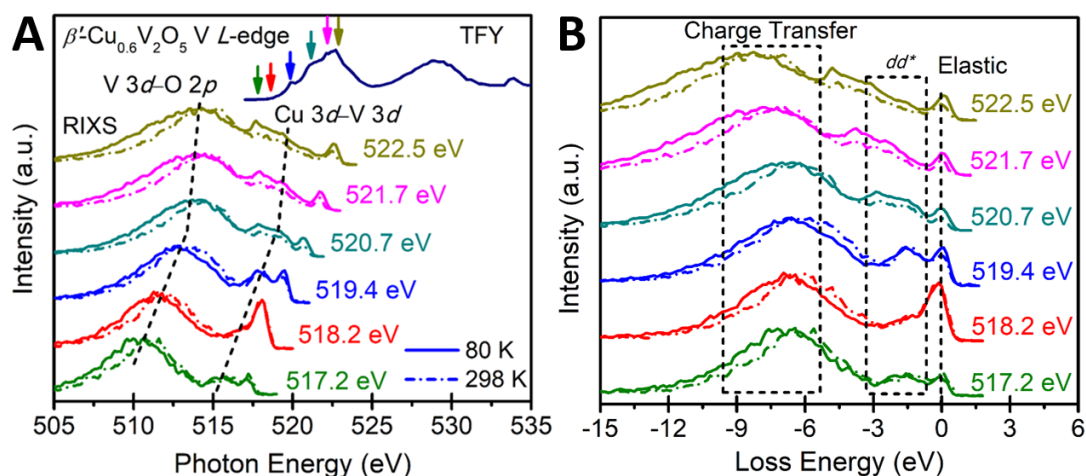 A
β′-Cu0.6V2O5 V L-edge
TFY
V 3d–O 2p
Cu 3d–V 3d
RIXS
522.5 eV
521.7 eV
520.7 eV
519.4 eV
518.2 eV
517.2 eV
80 K
298 K
Intensity (a.u.)
505 510 515 520 525 530 535
Photon Energy (eV)
B
Charge Transfer
dd*
Elastic
522.5 eV
521.7 eV
520.7 eV
519.4 eV
518.2 eV
517.2 eV
Intensity (a.u.)
-15 -12 -9 -6 -3 0 3 6
Loss Energy (eV)